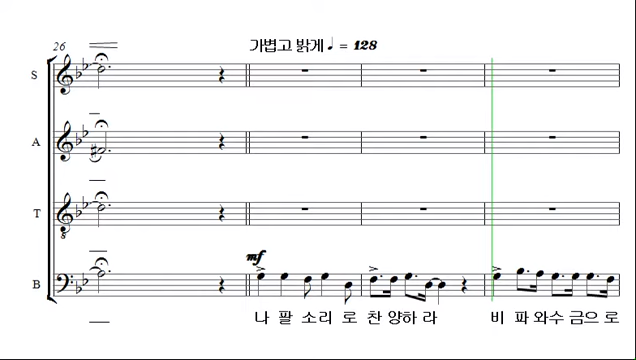 26
가볍고 밝게 ♩ = 128
S
A
T
8
mf
B
나 팔 소리 로 찬 양하 라 비 파 와수 금으 로